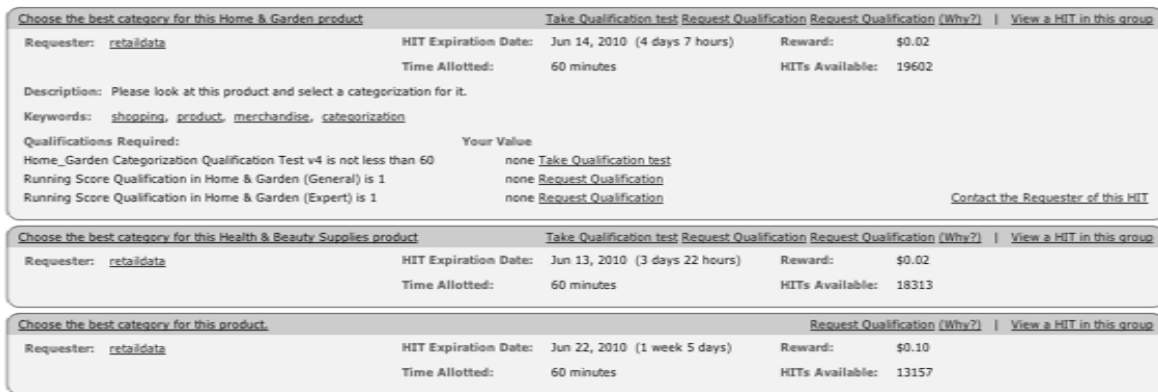 Choose the best category for this Home & Garden product Take Qualification test Request Qualification Request Qualification (Why?) | View a HIT in this group
Requester: retaildata HIT Expiration Date: Jun 14, 2010 (4 days 7 hours) Reward: $0.02
Time Allotted: 60 minutes HITs Available: 19602
Description: Please look at this product and select a categorization for it.
Keywords: shopping, product, merchandise, categorization
Qualifications Required: Your Value
Home_Garden Categorization Qualification Test v4 is not less than 60 none Take Qualification test
Running Score Qualification in Home & Garden (General) is 1 none Request Qualification
Running Score Qualification in Home & Garden (Expert) is 1 none Request Qualification Contact the Requester of this HIT
Choose the best category for this Health & Beauty Supplies product Take Qualification test Request Qualification Request Qualification (Why?) | View a HIT in this group
Requester: retaildata HIT Expiration Date: Jun 13, 2010 (3 days 22 hours) Reward: $0.02
Time Allotted: 60 minutes HITs Available: 18313
Choose the best category for this product. Request Qualification (Why?) | View a HIT in this group
Requester: retaildata HIT Expiration Date: Jun 22, 2010 (1 week 5 days) Reward: $0.10
Time Allotted: 60 minutes HITs Available: 13157